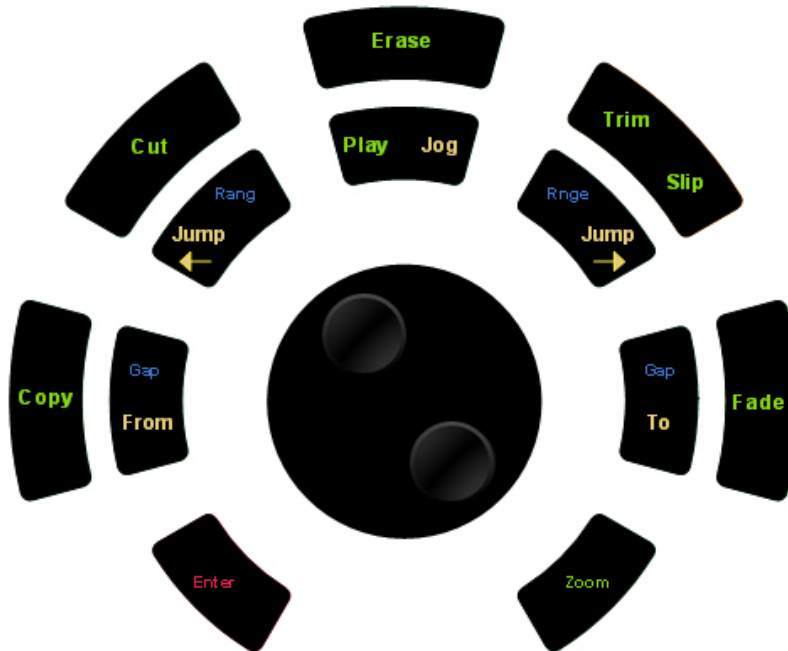 Erase
Play Jog
Cut
Trim
Slip
Rang
Jump
Rnge
Jump
Copy
Gap
From
Gap
To
Fade
Enter
Zoom